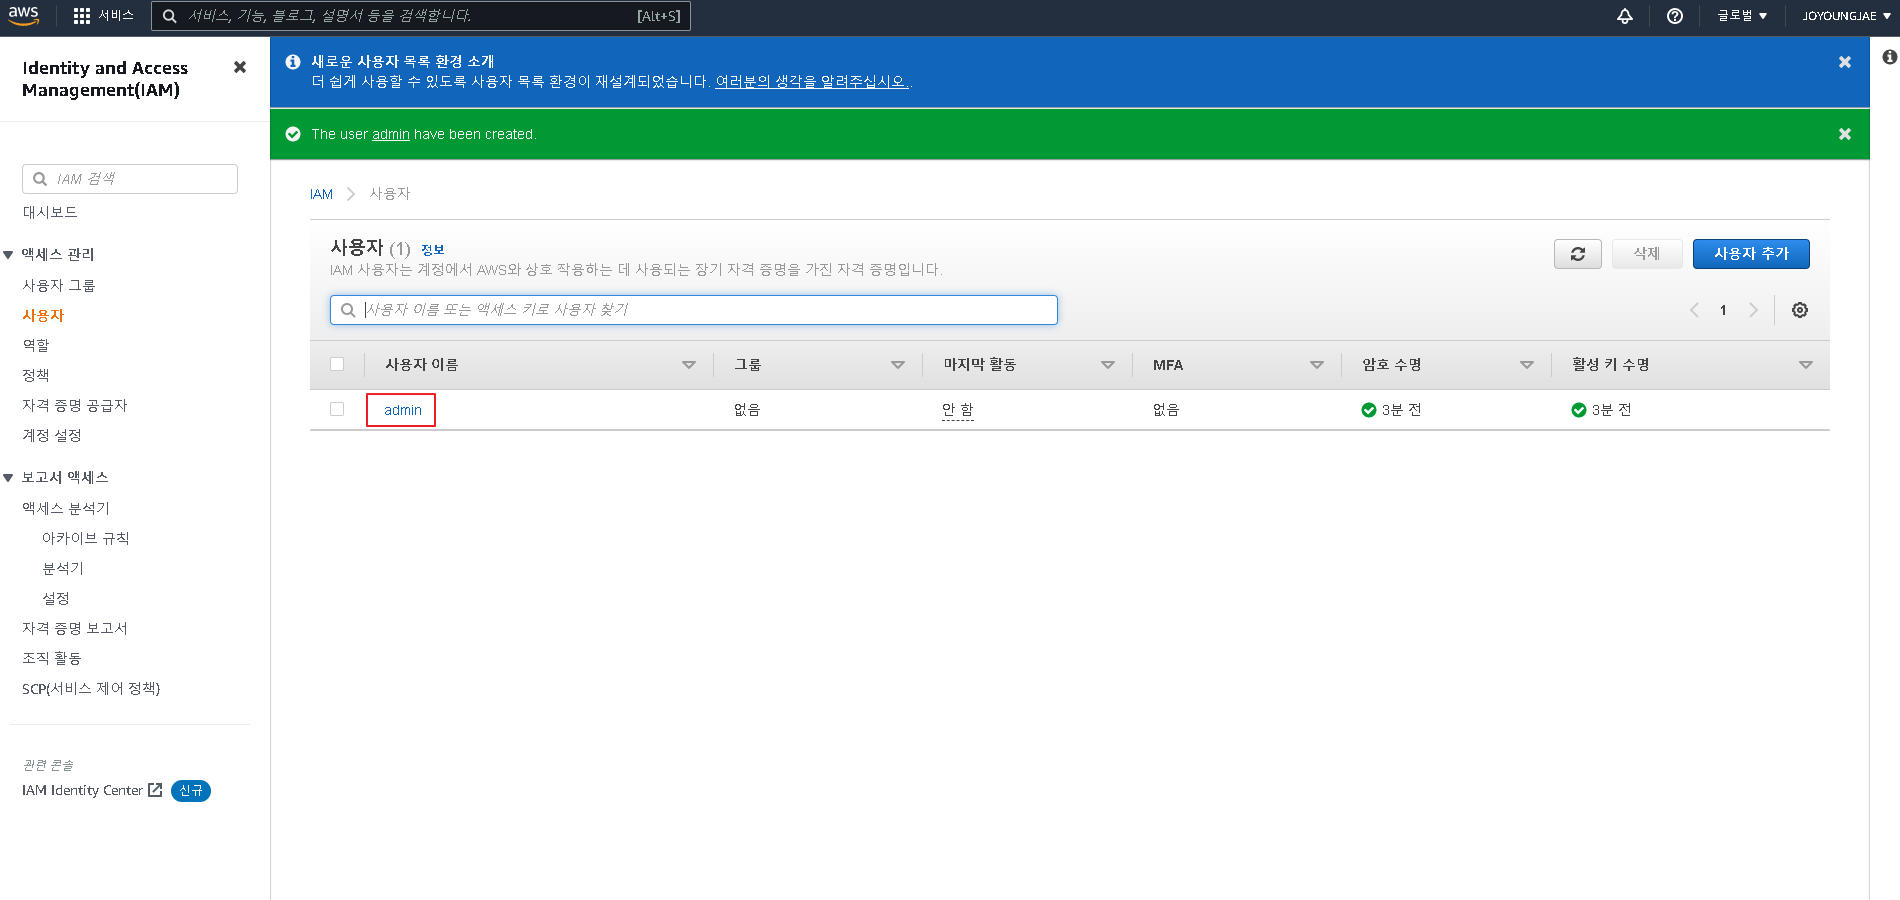 aws
서비스
서비스, 기능, 블로그, 설명서 등을 검색합니다.
[Alt+S]
글로벌
JOYOUNGJAE
Identity and Access
Management(IAM)
IAM 검색
대시보드
액세스 관리
사용자 그룹
사용자
역할
정책
자격 증명 공급자
계정 설정
보고서 액세스
액세스 분석기
아카이브 규칙
분석기
설정
자격 증명 보고서
조직 활동
SCP(서비스 제어 정책)
관련 콘솔
IAM Identity Center 신규
새로운 사용자 목록 환경 소개
더 쉽게 사용할 수 있도록 사용자 목록 환경이 재설계되었습니다. 여러분의 생각을 알려주십시오..
The user admin have been created.
IAM 사용자
사용자 (1) 정보
IAM 사용자는 계정에서 AWS와 상호 작용하는 데 사용되는 장기 자격 증명을 가진 자격 증명입니다.
삭제
사용자 추가
사용자 이름 또는 액세스 키로 사용자 찾기
1
사용자 이름 그룹 마지막 활동 MFA 암호 수명 활성 키 수명
admin 없음 안 함 없음 3분 전 3분 전